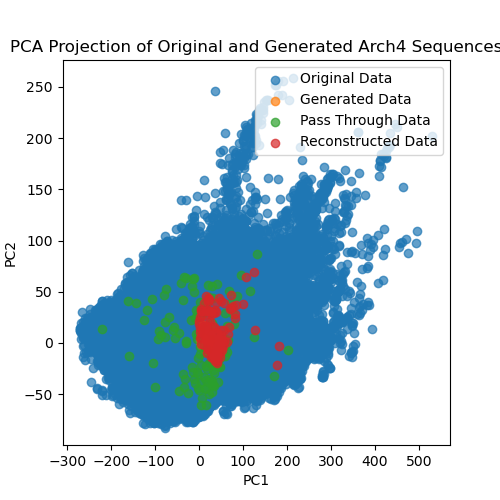 PCA Projection of Original and Generated Arch4 Sequences
Original Data
Generated Data
Pass Through Data
Reconstructed Data
PC2
250
200
150
100
50
0
−50
−300 −200 −100 0 100 200 300 400 500
PC1